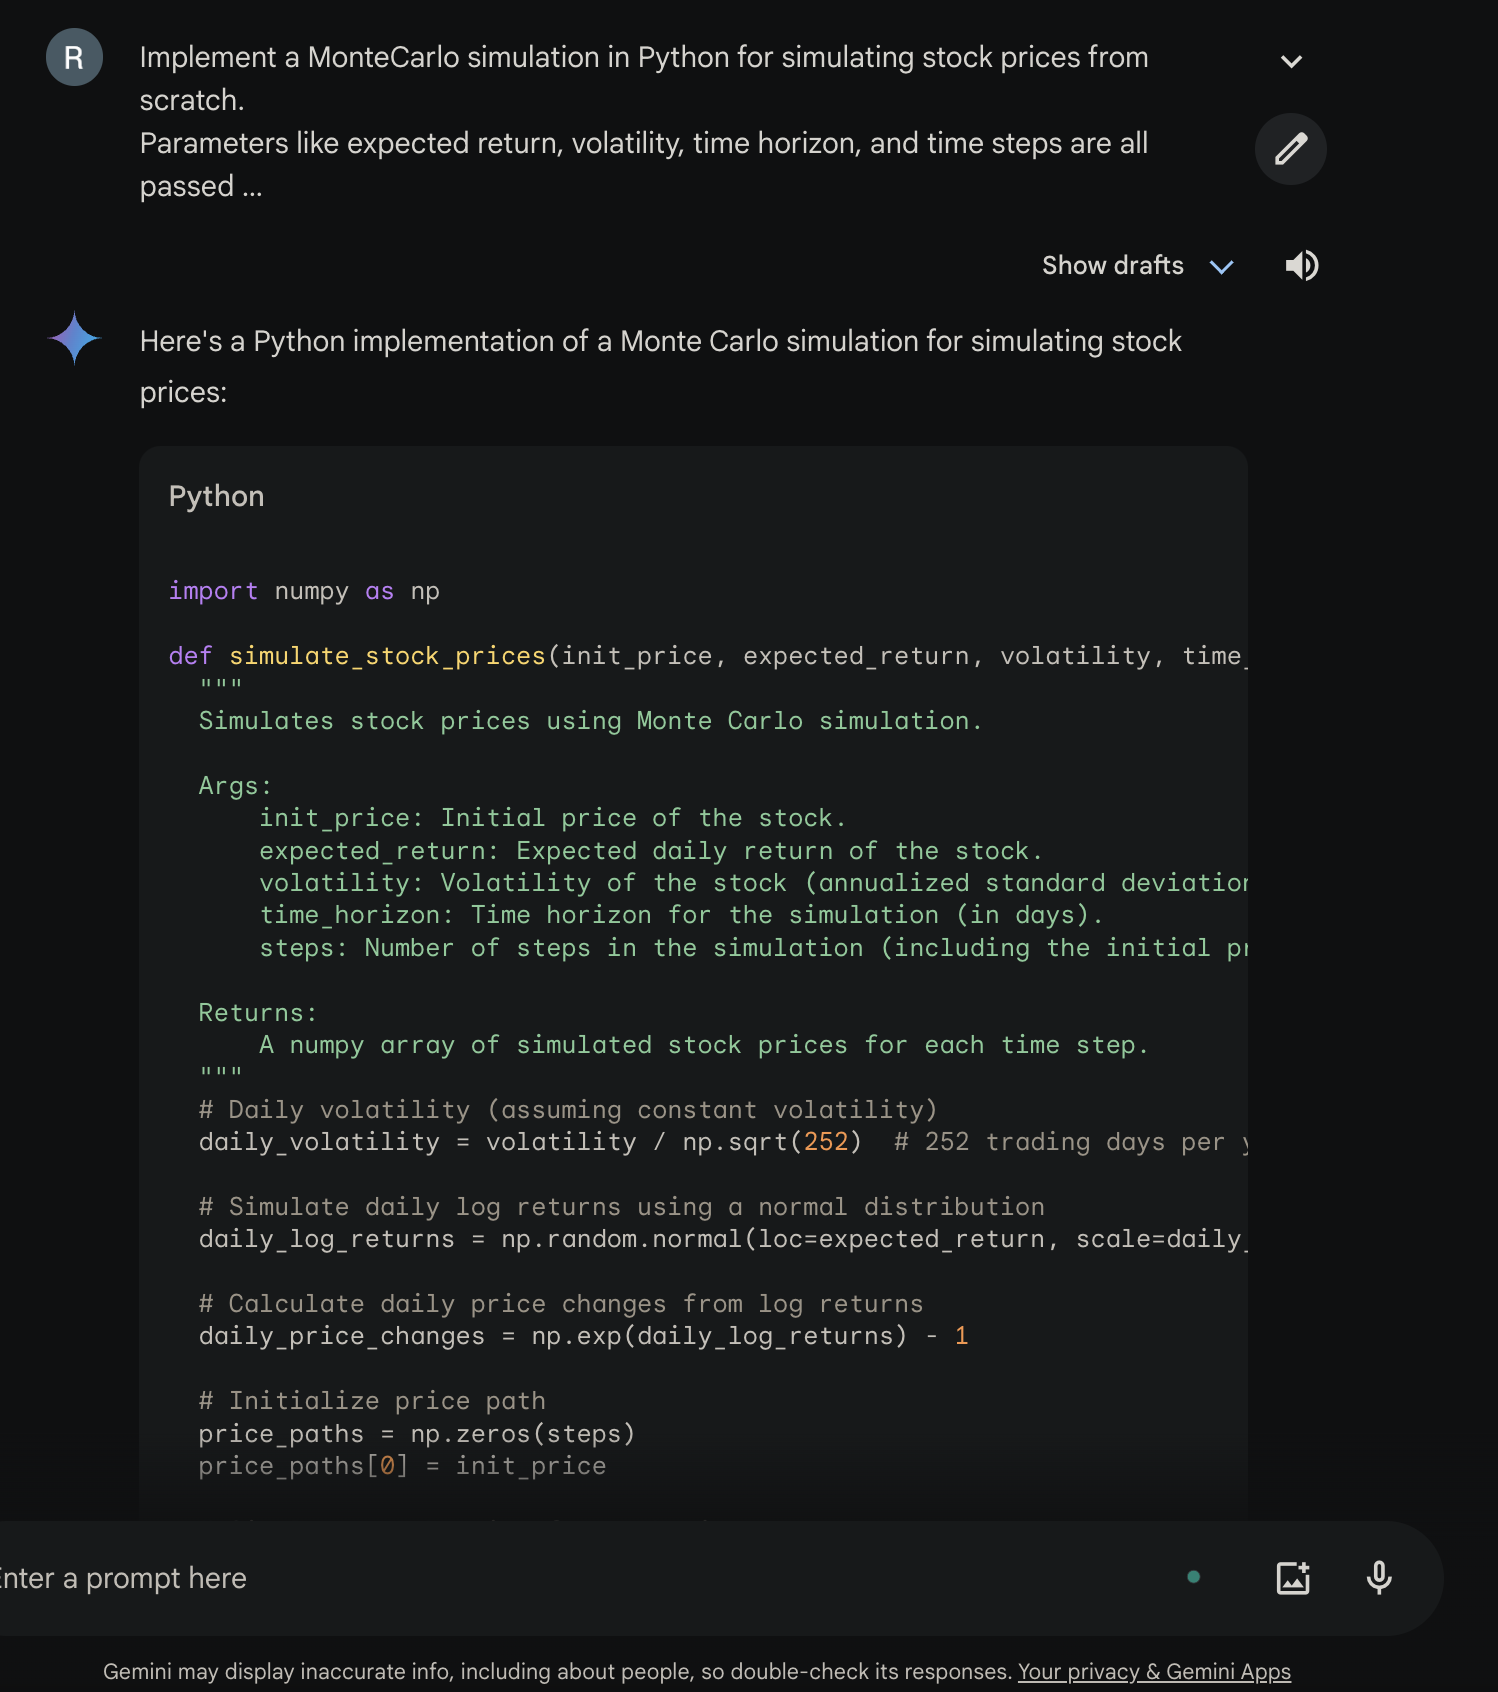 R
Implement a MonteCarlo simulation in Python for simulating stock prices from
scratch.
Parameters like expected return, volatility, time horizon, and time steps are all
passed ...
Show drafts
Here's a Python implementation of a Monte Carlo simulation for simulating stock
prices:
Python
import numpy as np
def simulate_stock_prices(init_price, expected_return, volatility, time_
"""
Simulates stock prices using Monte Carlo simulation.
Args:
init_price: Initial price of the stock.
expected_return: Expected daily return of the stock.
volatility: Volatility of the stock (annualized standard deviation
time_horizon: Time horizon for the simulation (in days).
steps: Number of steps in the simulation (including the initial pr
Returns:
A numpy array of simulated stock prices for each time step.
"""
# Daily volatility (assuming constant volatility)
daily_volatility = volatility / np.sqrt(252)  # 252 trading days per y
# Simulate daily log returns using a normal distribution
daily_log_returns = np.random.normal(loc=expected_return, scale=daily_
# Calculate daily price changes from log returns
daily_price_changes = np.exp(daily_log_returns) - 1
# Initialize price path
price_paths = np.zeros(steps)
price_paths[0] = init_price
Enter a prompt here
Gemini may display inaccurate info, including about people, so double-check its responses. Your privacy & Gemini Apps